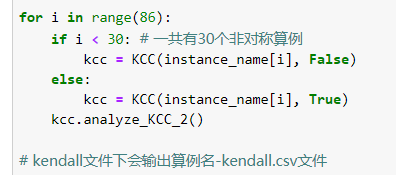 for i in range(86):
    if i < 30: # 一共有30个非对称算例
        kcc = KCC(instance_name[i], False)
    else:
        kcc = KCC(instance_name[i], True)
    kcc.analyze_KCC_2()
# kendall文件下会输出算例名-kendall.csv文件